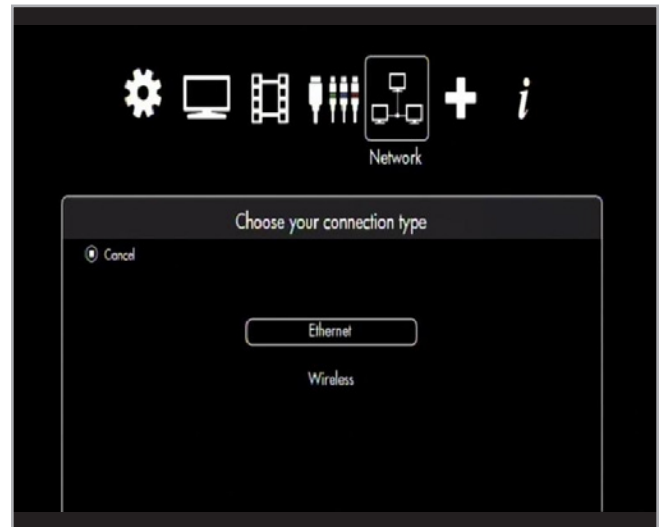 i
Network
Choose your connection type
Cancel
Ethernet
Wireless